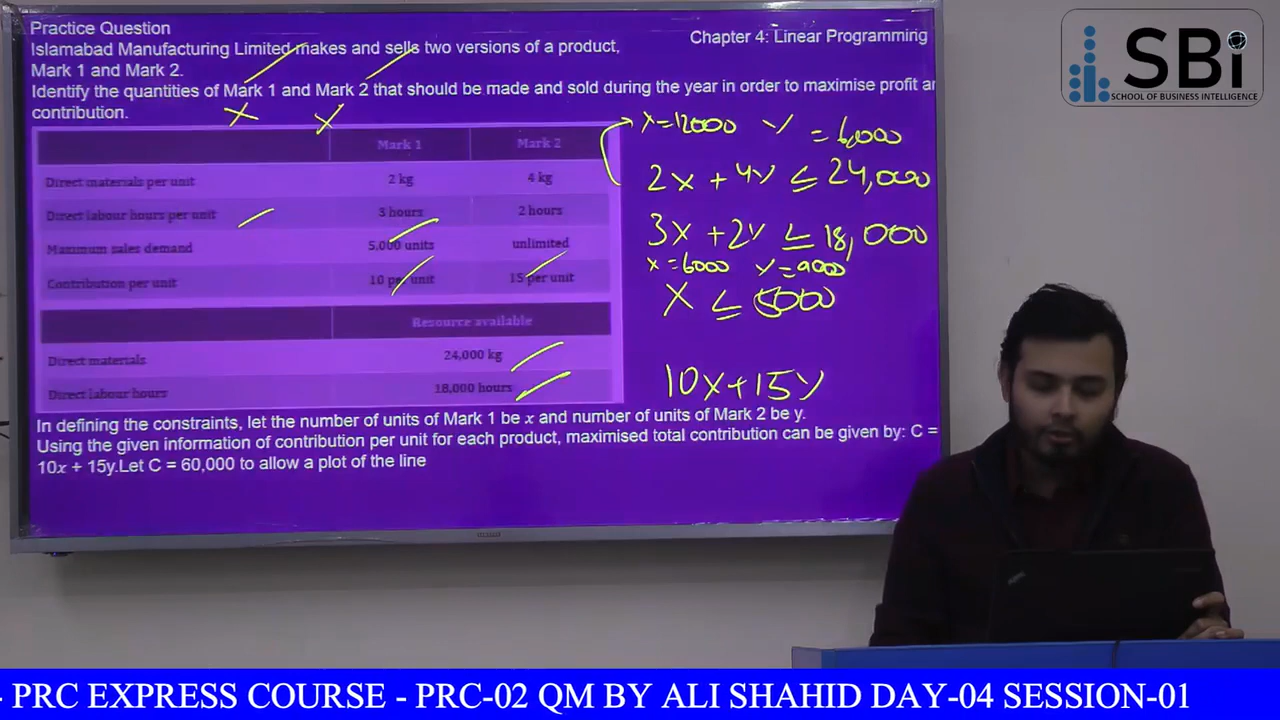 Practice Question
Chapter 4: Linear Programming
Islamabad Manufacturing Limited makes and sells two versions of a product,
Mark 1 and Mark 2.
Identify the quantities of Mark 1 and Mark 2 that should be made and sold during the year in order to maximise profit ar
contribution.
x y
Mark 1 Mark 2
Direct materials per unit 2 kg 4 kg
Direct labour hours per unit 3 hours 2 hours
Maximum sales demand 5,000 units unlimited
Contribution per unit 10 per unit 15 per unit
Resource available
Direct materials 24,000 kg
Direct labour hours 18,000 hours
x=12000 y=6,000
2x + 4y ≤ 24,000
3x + 2y ≤ 18,000
x=6000 y=9000
x ≤ 5000
10x+15y
In defining the constraints, let the number of units of Mark 1 be x and number of units of Mark 2 be y.
Using the given information of contribution per unit for each product, maximised total contribution can be given by: C =
10x + 15y.Let C = 60,000 to allow a plot of the line
SBi
SCHOOL OF BUSINESS INTELLIGENCE
- PRC EXPRESS COURSE - PRC-02 QM BY ALI SHAHID DAY-04 SESSION-01